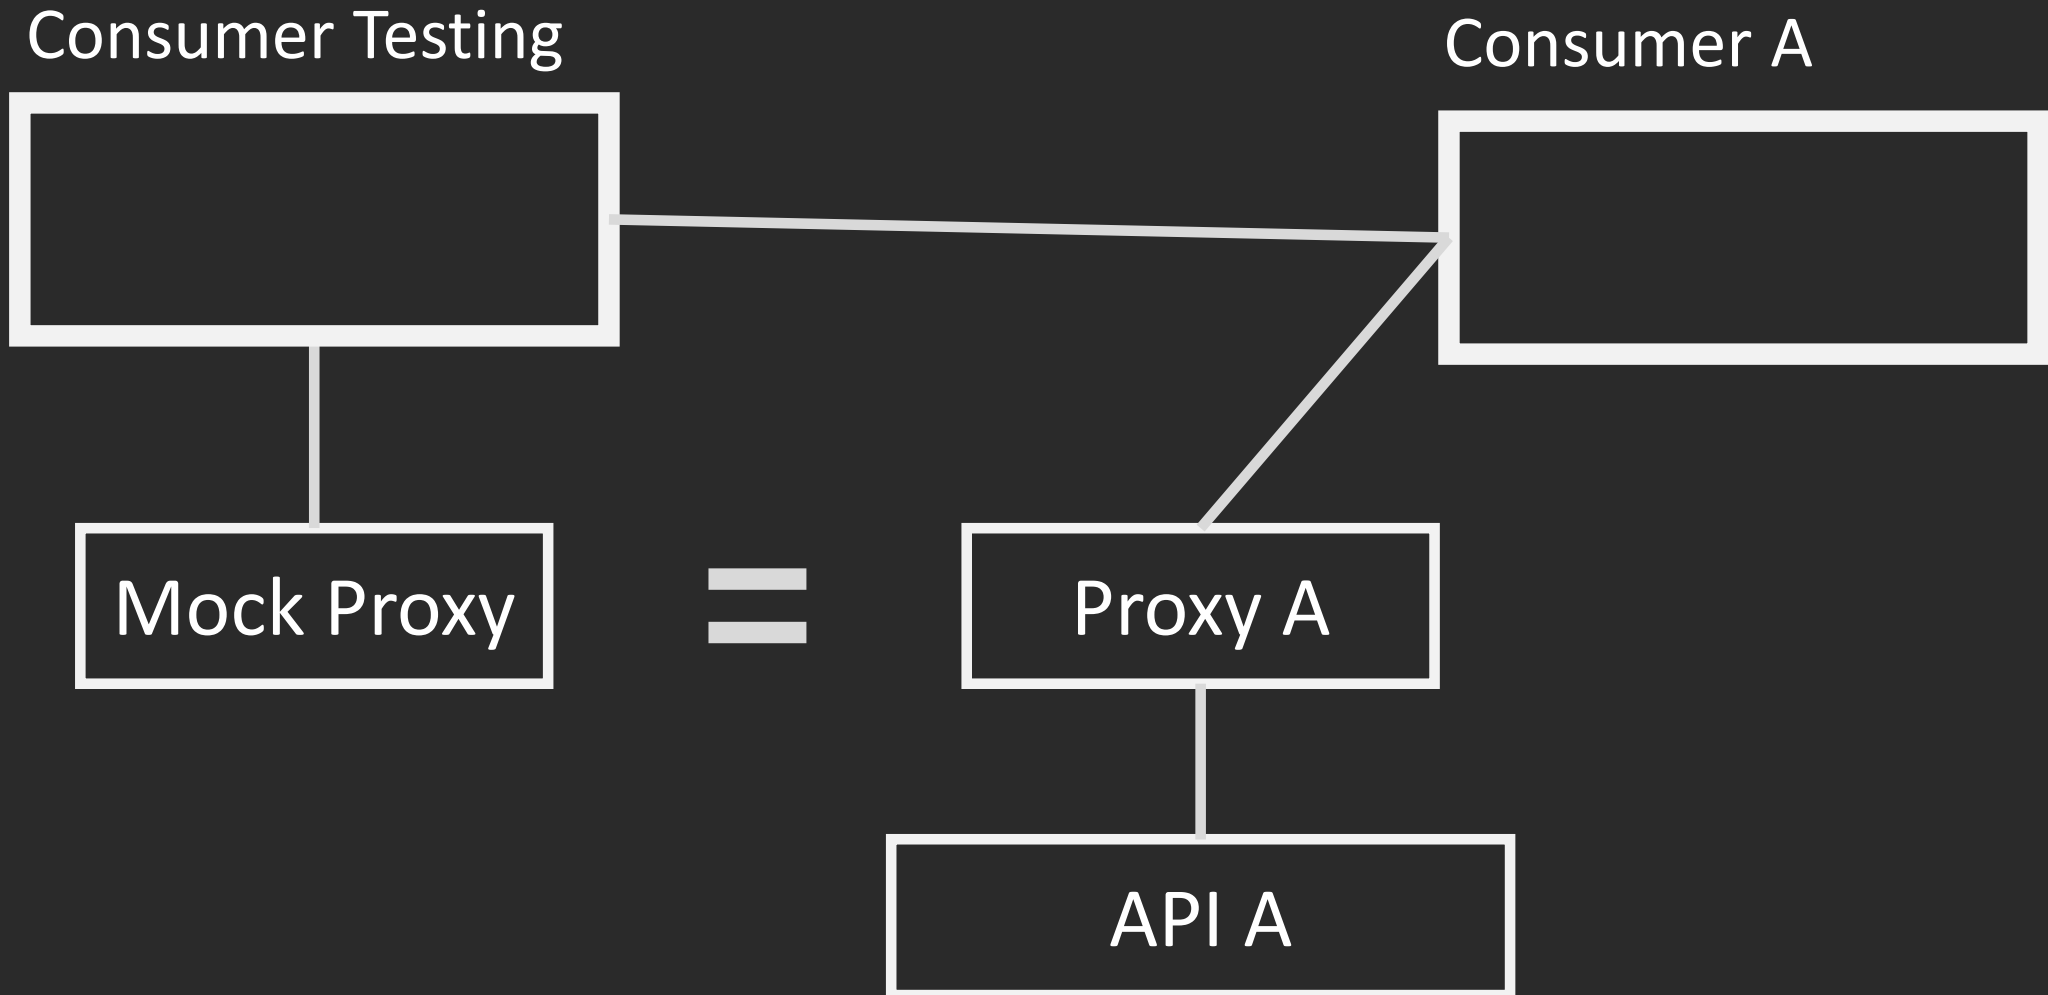 Consumer Testing
Consumer A
Mock Proxy
=
Proxy A
API A